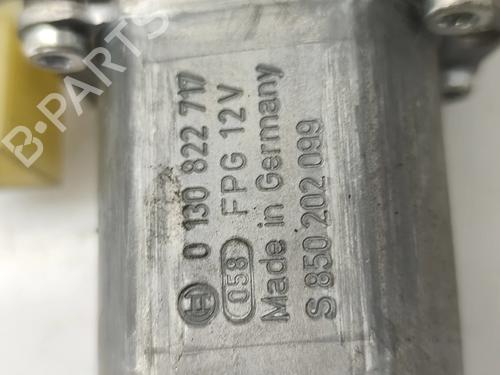 0 130 822 717
058 FPG 12V
Made in Germany
S 850 202 099
B-PARTS